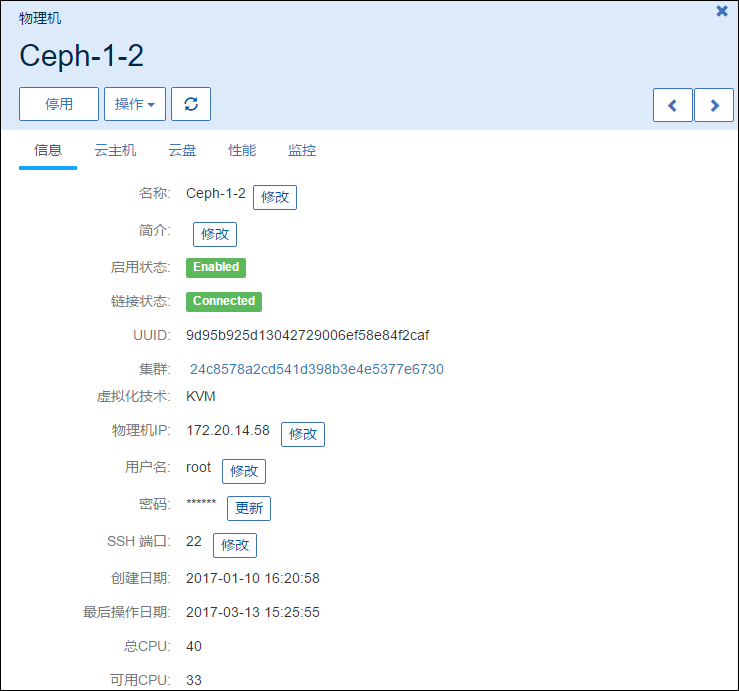 物理机
Ceph-1-2
停用 操作
信息 云主机 云盘 性能 监控
名称: Ceph-1-2 修改
简介: 修改
启用状态: Enabled
链接状态: Connected
UUID: 9d95b925d13042729006ef58e84f2caf
集群: 24c8578a2cd541d398b3e4e5377e6730
虚拟化技术: KVM
物理机IP: 172.20.14.58 修改
用户名: root 修改
密码: ****** 更新
SSH 端口: 22 修改
创建日期: 2017-01-10 16:20:58
最后操作日期: 2017-03-13 15:25:55
总CPU: 40
可用CPU: 33